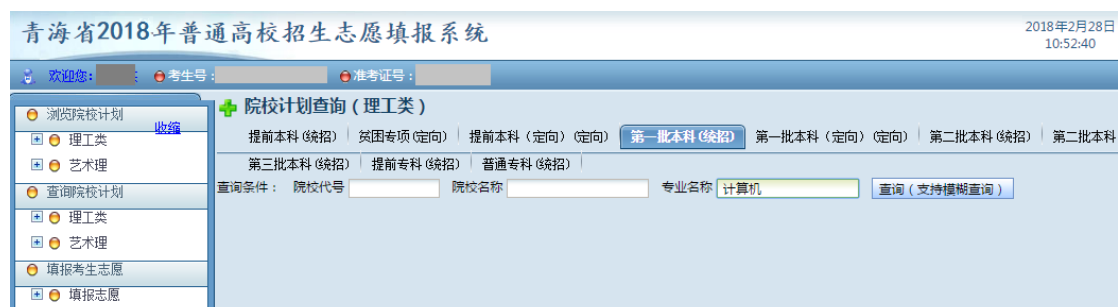 青海省2018年普通高校招生志愿填报系统
2018年2月28日
10:52:40
欢迎您:
考生号:
准考证号:
浏览院校计划
收缩
理工类
艺术理
查询院校计划
理工类
艺术理
填报考生志愿
填报志愿
院校计划查询(理工类)
提前本科(统招) 贫困专项(定向) 提前本科(定向)(定向) 第一批本科(统招) 第一批本科(定向)(定向) 第二批本科(统招) 第二批本科
第三批本科(统招) 提前专科(统招) 普通专科(统招)
查询条件: 院校代号 院校名称 专业名称 计算机 查询(支持模糊查询)